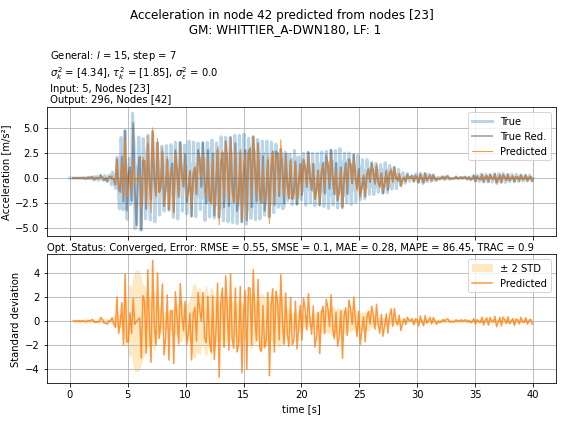 Acceleration in node 42 predicted from nodes [23]
GM: WHITTIER_A-DWN180, LF: 1
General: l = 15, step = 7
σ²ₖ = [4.34], τ²ₖ = [1.85], σ²_ε = 0.0
Input: 5, Nodes [23]
Output: 296, Nodes [42]
Acceleration [m/s²]
5.0
2.5
0.0
−2.5
−5.0
True
True Red.
Predicted
Opt. Status: Converged, Error: RMSE = 0.55, SMSE = 0.1, MAE = 0.28, MAPE = 86.45, TRAC = 0.9
Standard deviation
4
2
0
−2
−4
± 2 STD
Predicted
0 5 10 15 20 25 30 35 40
time [s]